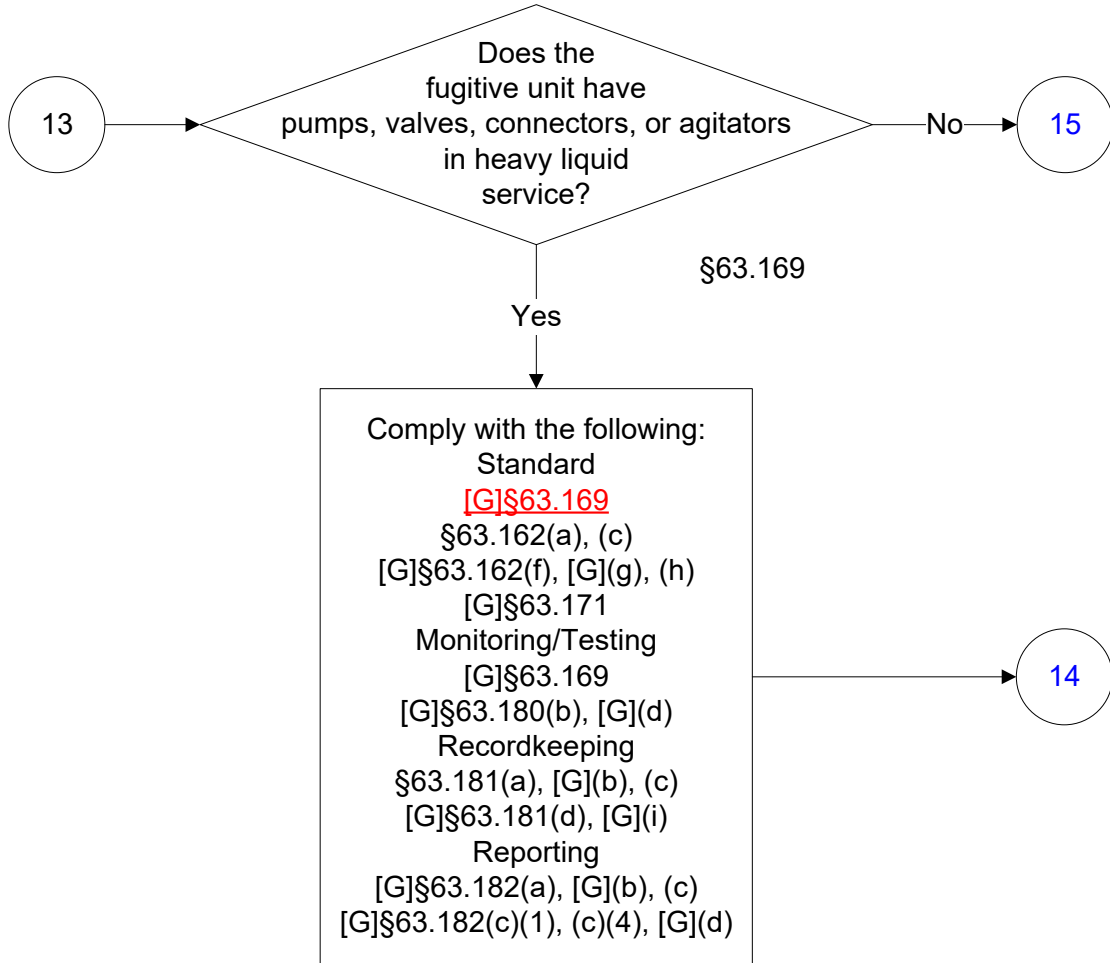 Does the
fugitive unit have
13
pumps, valves, connectors, or agitators
No
15
in heavy liquid
service?
§63.169
Yes
Comply with the following:
Standard
[G]§63.169
§63.162(a), (c)
[G]§63.162(f), [G](g), (h)
[G]§63.171
Monitoring/Testing
[G]§63.169
14
[G]§63.180(b), [G](d)
Recordkeeping
§63.181(a), [G](b), (c)
[G]§63.181(d), [G](i)
Reporting
[G]§63.182(a), [G](b), (c)
[G]§63.182(c)(1), (c)(4), [G](d)